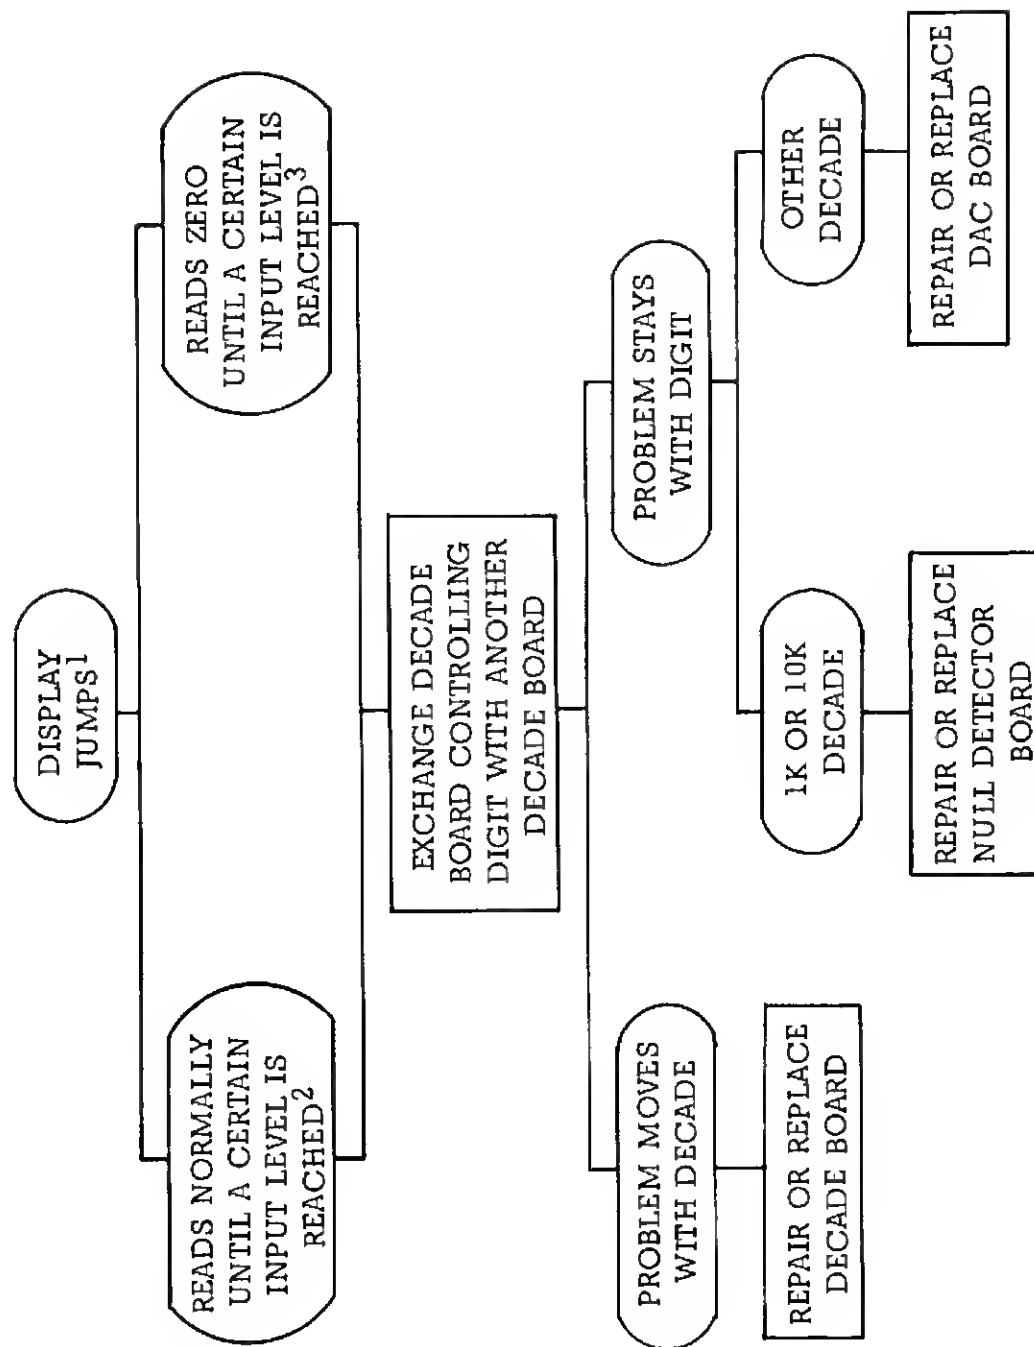 DISPLAY
JUMPS1
READS NORMALLY
UNTIL A CERTAIN
INPUT LEVEL IS
REACHED2
READS ZERO
UNTIL A CERTAIN
INPUT LEVEL IS
REACHED3
EXCHANGE DECADE
BOARD CONTROLLING
DIGIT WITH ANOTHER
DECADE BOARD
PROBLEM MOVES
WITH DECADE
PROBLEM STAYS
WITH DIGIT
REPAIR OR REPLACE
DECADE BOARD
1K OR 10K
DECADE
OTHER
DECADE
REPAIR OR REPLACE
NULL DETECTOR
BOARD
REPAIR OR REPLACE
DAC BOARD